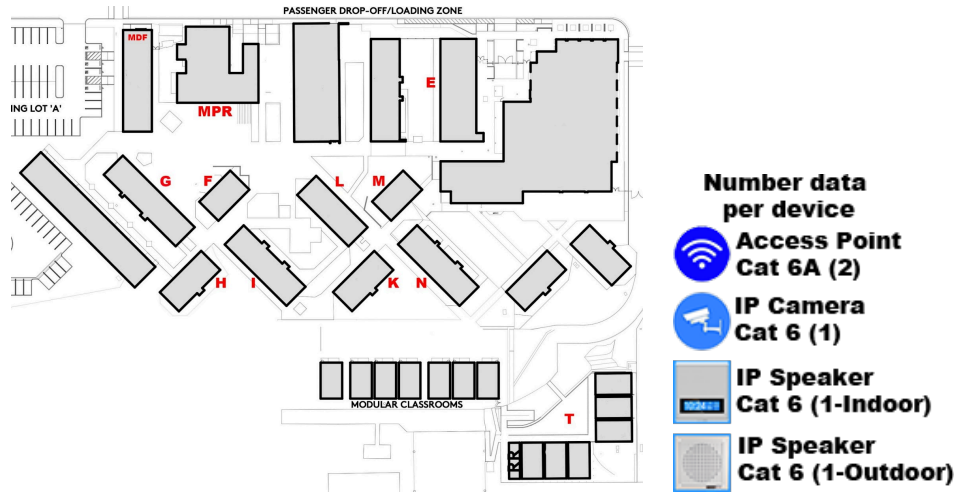 PASSENGER DROP-OFF/LOADING ZONE
MDF
E
ING LOT 'A'
MPR
G
F
L
M
H
I
K
N
MODULAR CLASSROOMS
T
RR
Number data
per device
Access Point
Cat 6A (2)
IP Camera
Cat 6 (1)
IP Speaker
Cat 6 (1-Indoor)
IP Speaker
Cat 6 (1-Outdoor)